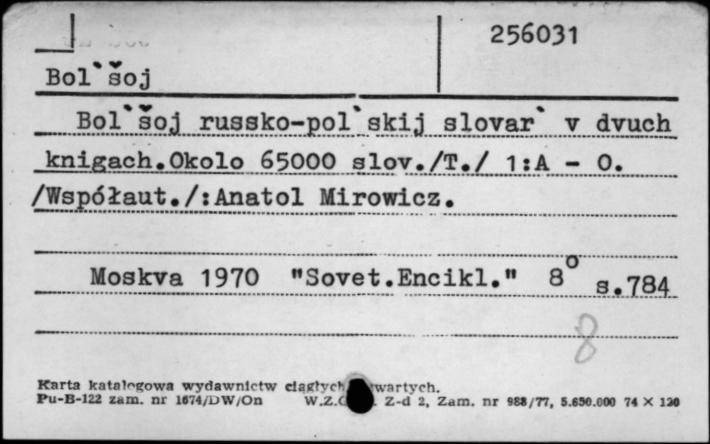 256031
Bol`šoj
Bol`šoj russko-pol`skij slovar` v dvuch
knigach.Okolo 65000 slov./T./ 1:A - O.
/Współaut./:Anatol Mirowicz.
Moskva 1970 "Sovet.Encikl." 8° s.784
8
Karta katalogowa wydawnictw
Pu-B-122 zam. nr 1674/DW/On Z-d 2, Zam. nr 988/77, 5.650.000 74 X 120